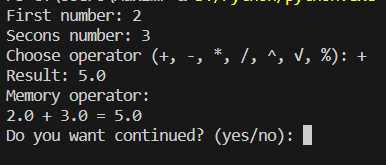 First number: 2
Secons number: 3
Choose operator (+, -, *, /, ^, √, %): +
Result: 5.0
Memory operator:
2.0 + 3.0 = 5.0
Do you want continued? (yes/no):